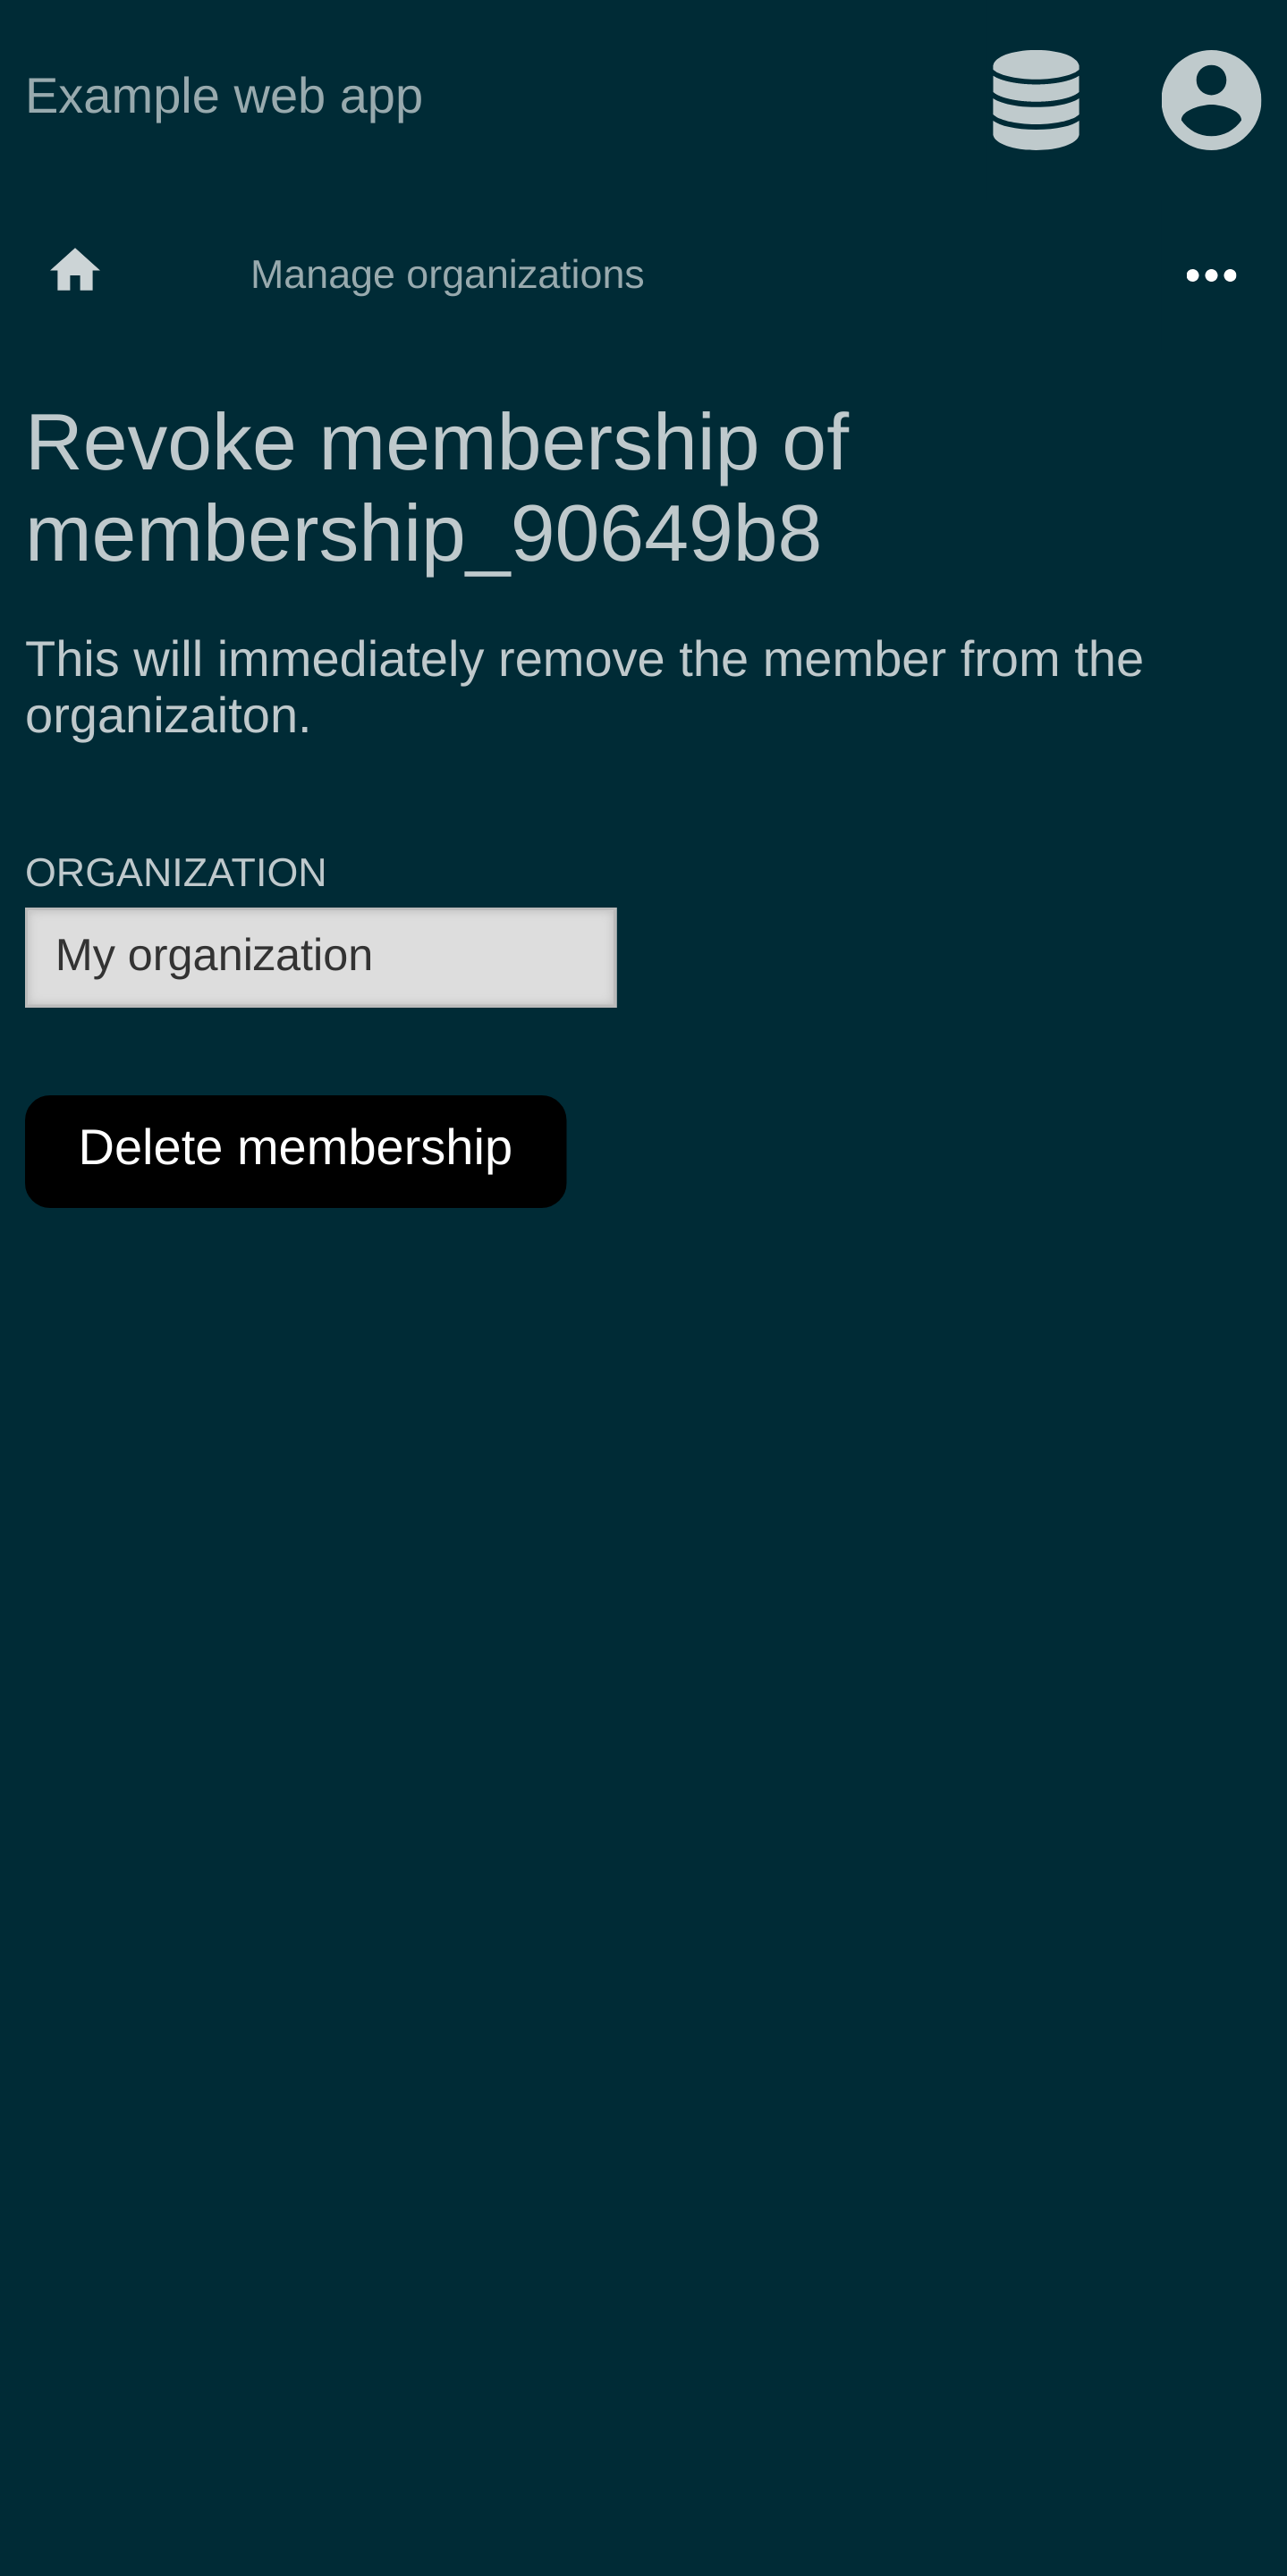 Example web app
Manage organizations
Revoke membership of
membership_90649b8
This will immediately remove the member from the
organizaiton.
ORGANIZATION
My organization
Delete membership